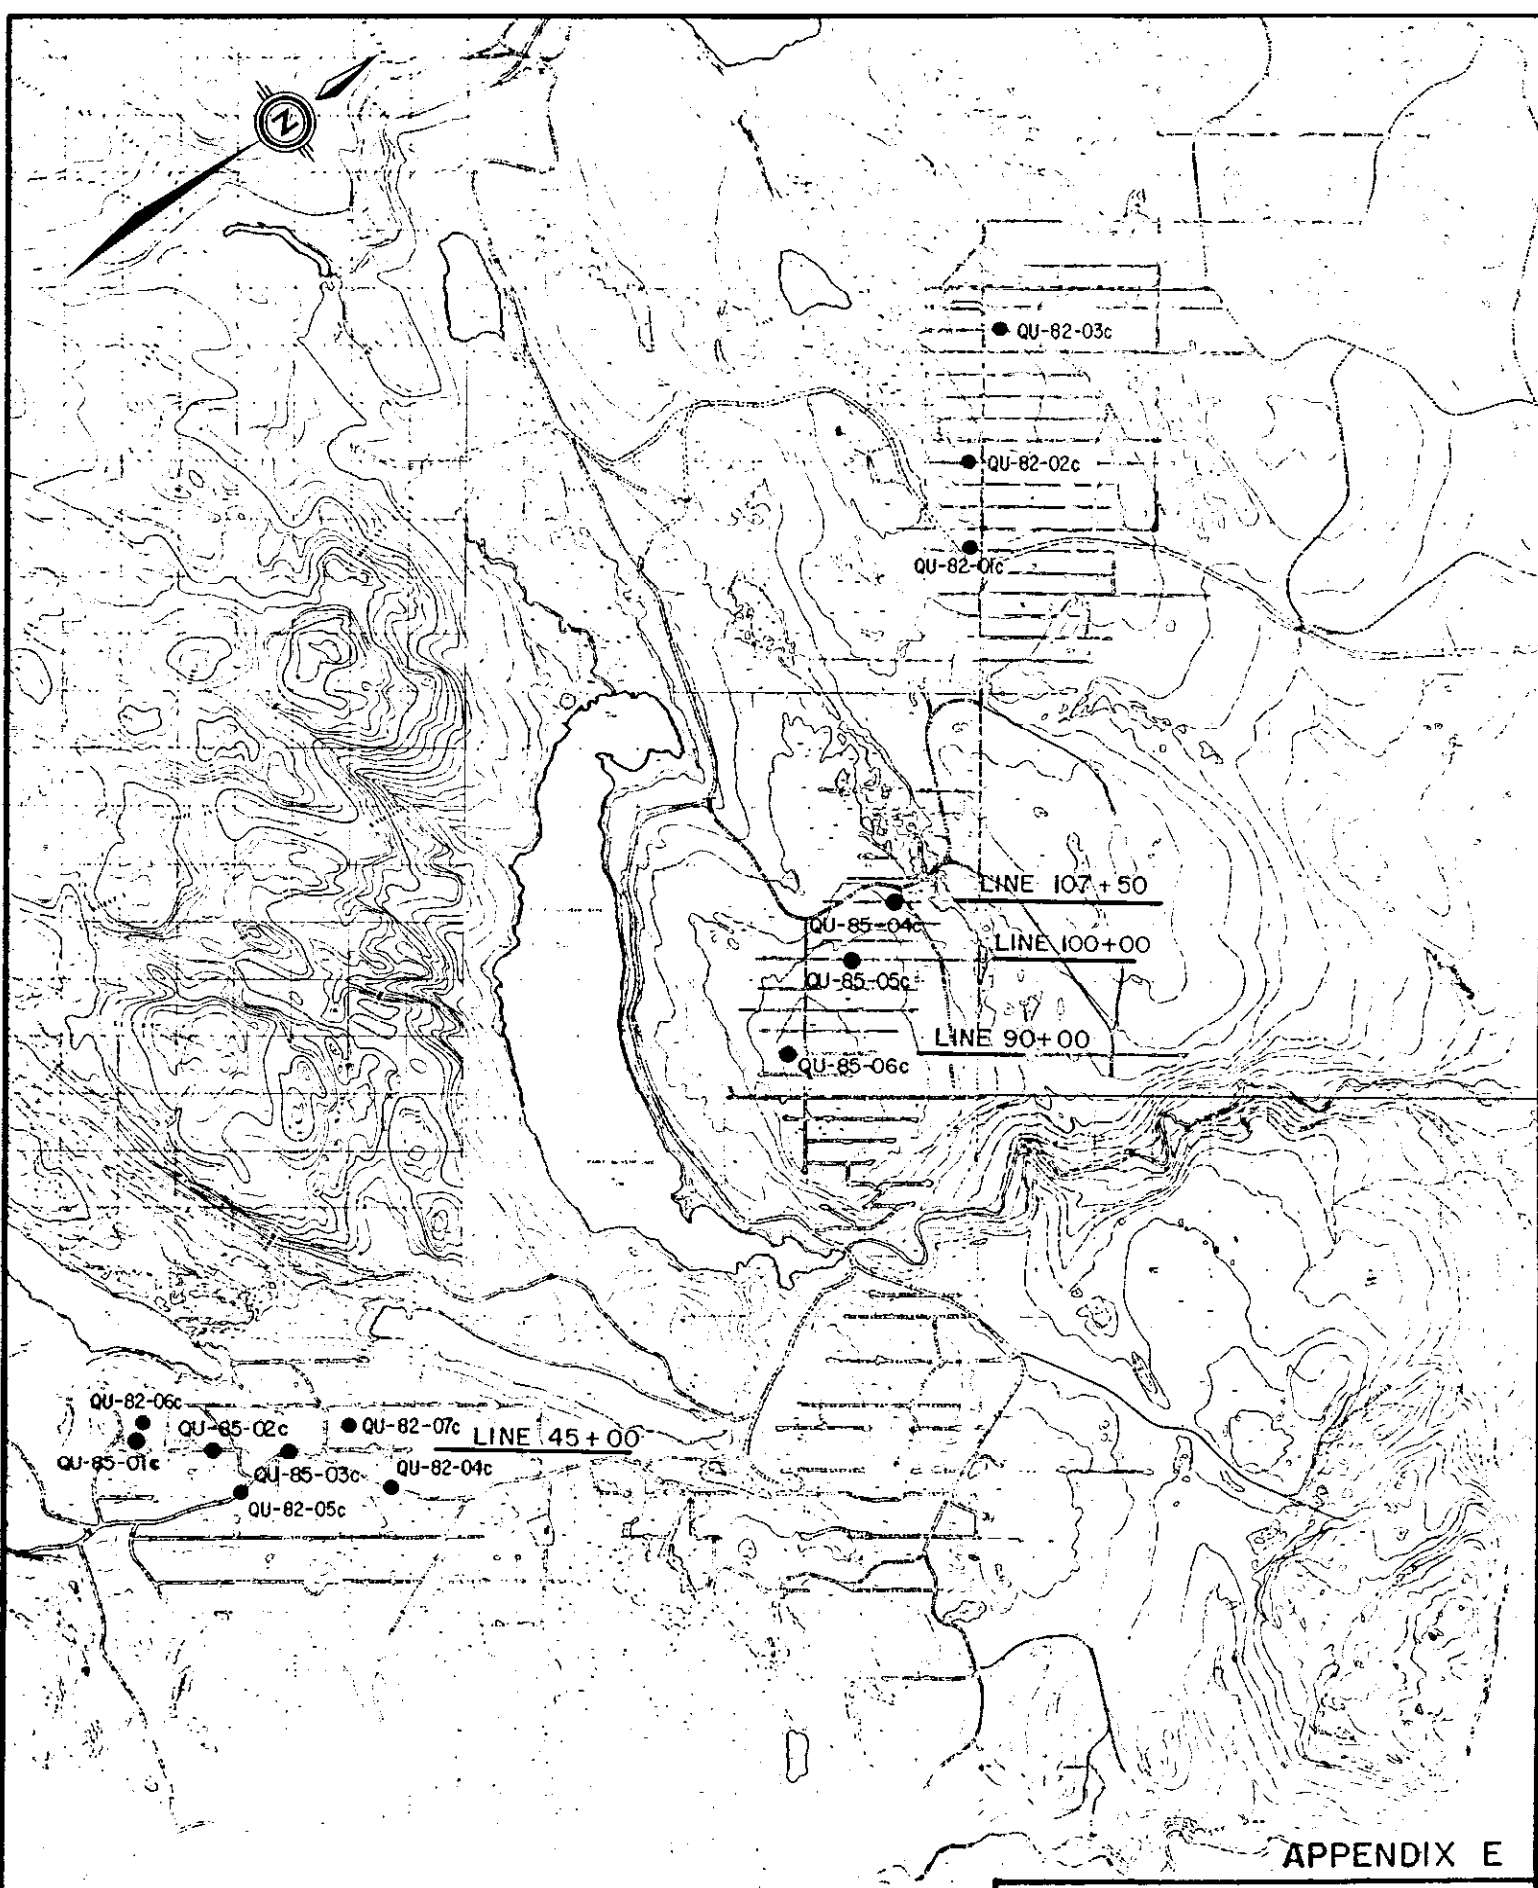 N
QU-82-03c
QU-82-02c
QU-82-01c
LINE 107+50
QU-85-04c
LINE 100+00
QU-85-05c
LINE 90+00
QU-85-06c
QU-82-06c
QU-85-02c
QU-82-07c
LINE 45+00
QU-85-01c
QU-85-03c
QU-82-04c
QU-82-05c
APPENDIX E